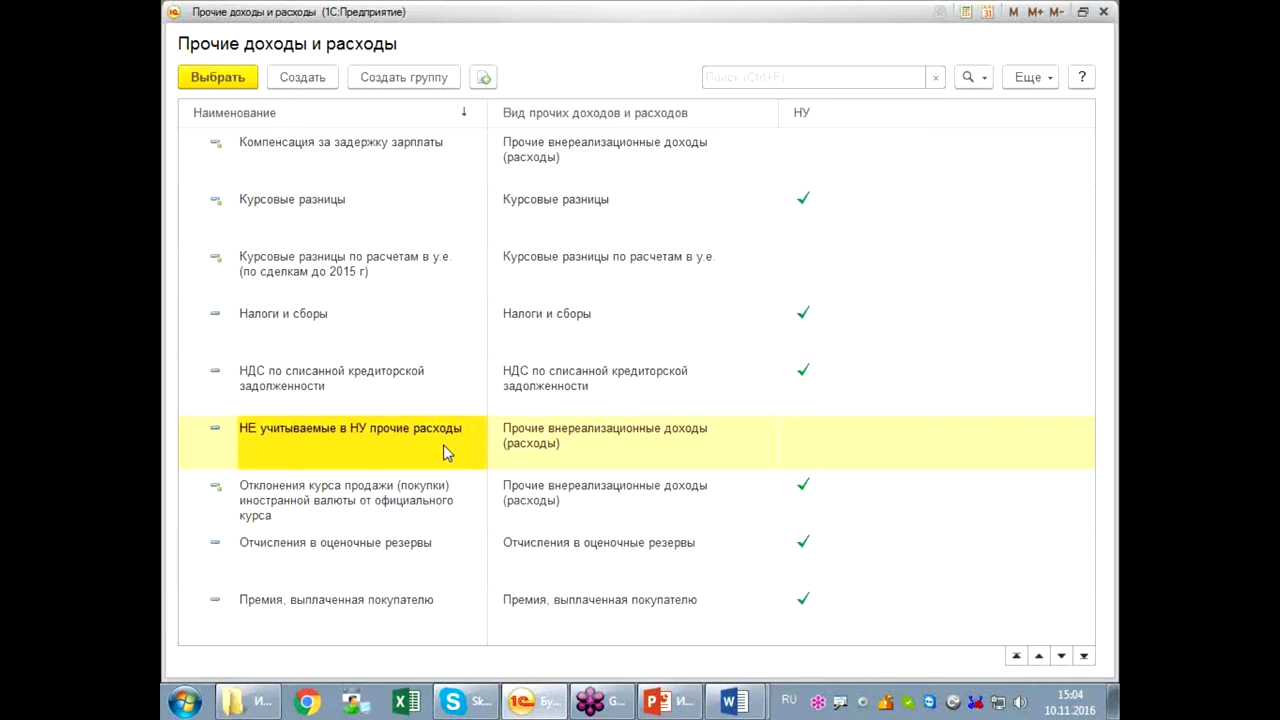 Прочие доходы и расходы (1С:Предприятие)
M M+ M-
Прочие доходы и расходы
Выбрать Создать Создать группу Поиск (Ctrl+F) × Еще ?
Наименование Вид прочих доходов и расходов НУ
Компенсация за задержку зарплаты Прочие внереализационные доходы
(расходы)
Курсовые разницы Курсовые разницы
Курсовые разницы по расчетам в у.е. Курсовые разницы по расчетам в у.е.
(по сделкам до 2015 г)
Налоги и сборы Налоги и сборы
НДС по списанной кредиторской НДС по списанной кредиторской
задолженности задолженности
НЕ учитываемые в НУ прочие расходы Прочие внереализационные доходы
(расходы)
Отклонения курса продажи (покупки) Прочие внереализационные доходы
иностранной валюты от официального (расходы)
курса
Отчисления в оценочные резервы Отчисления в оценочные резервы
Премия, выплаченная покупателю Премия, выплаченная покупателю
И... Sk... Бу... G... И... RU 15:04
10.11.2016